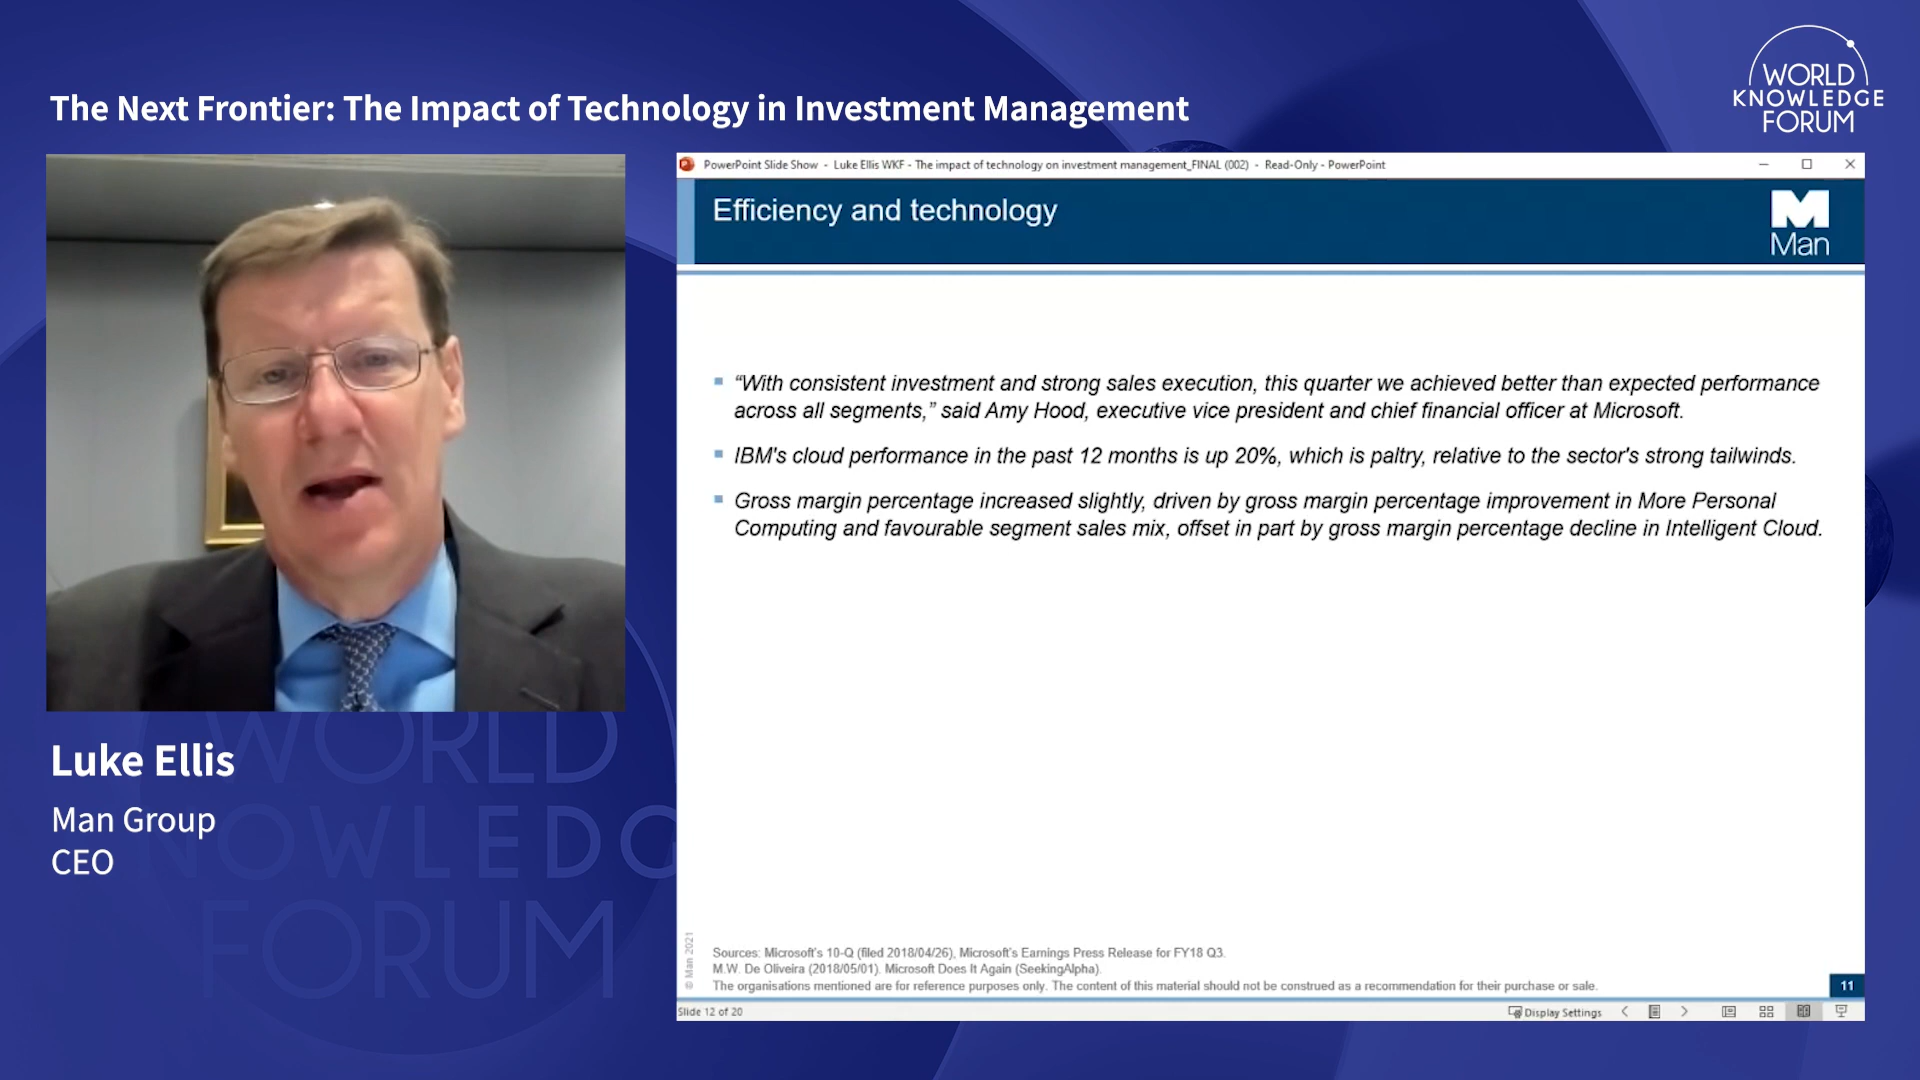 The Next Frontier: The Impact of Technology in Investment Management
WORLD
KNOWLEDGE
FORUM
PowerPoint Slide Show - Luke Ellis WKF - The impact of technology on investment management_FINAL (002) - Read-Only - PowerPoint
Efficiency and technology
Man
“With consistent investment and strong sales execution, this quarter we achieved better than expected performance
across all segments,” said Amy Hood, executive vice president and chief financial officer at Microsoft.
IBM's cloud performance in the past 12 months is up 20%, which is paltry, relative to the sector's strong tailwinds.
Gross margin percentage increased slightly, driven by gross margin percentage improvement in More Personal
Computing and favourable segment sales mix, offset in part by gross margin percentage decline in Intelligent Cloud.
© Man 2021
Sources: Microsoft's 10-Q (filed 2018/04/26), Microsoft's Earnings Press Release for FY18 Q3.
M.W. De Oliveira (2018/05/01). Microsoft Does It Again (SeekingAlpha).
The organisations mentioned are for reference purposes only. The content of this material should not be construed as a recommendation for their purchase or sale.
11
Slide 12 of 20
Display Settings
Luke Ellis
Man Group
CEO
WORLD
KNOWLEDG
FORUM